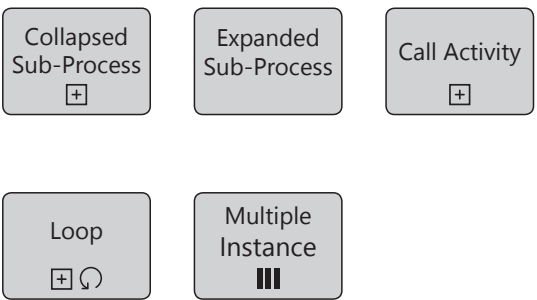 Collapsed
Sub-Process
Expanded
Sub-Process
Call Activity
Loop
Multiple
Instance